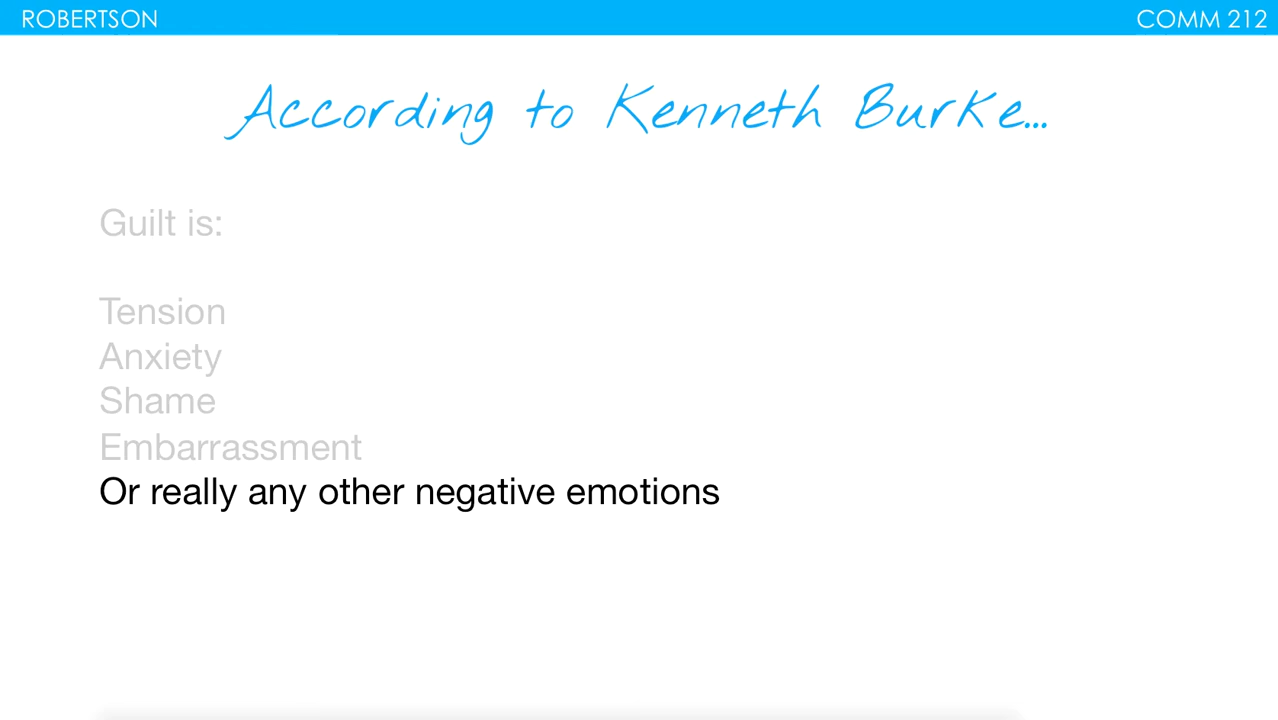 ROBERTSON
COMM 212
According to Kenneth Burke...
Guilt is:
Tension
Anxiety
Shame
Embarrassment
Or really any other negative emotions